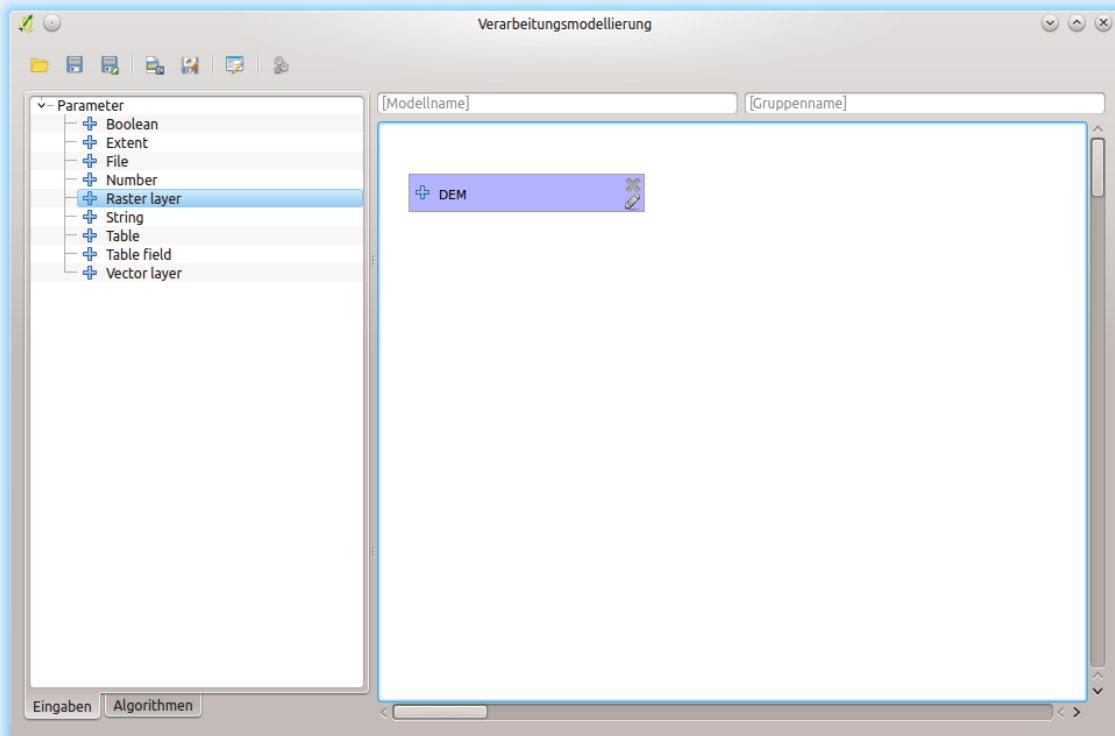 Verarbeitungsmodellierung
Parameter
Boolean
Extent
File
Number
Raster layer
String
Table
Table field
Vector layer
[Modellname]
[Gruppenname]
DEM
Eingaben
Algorithmen